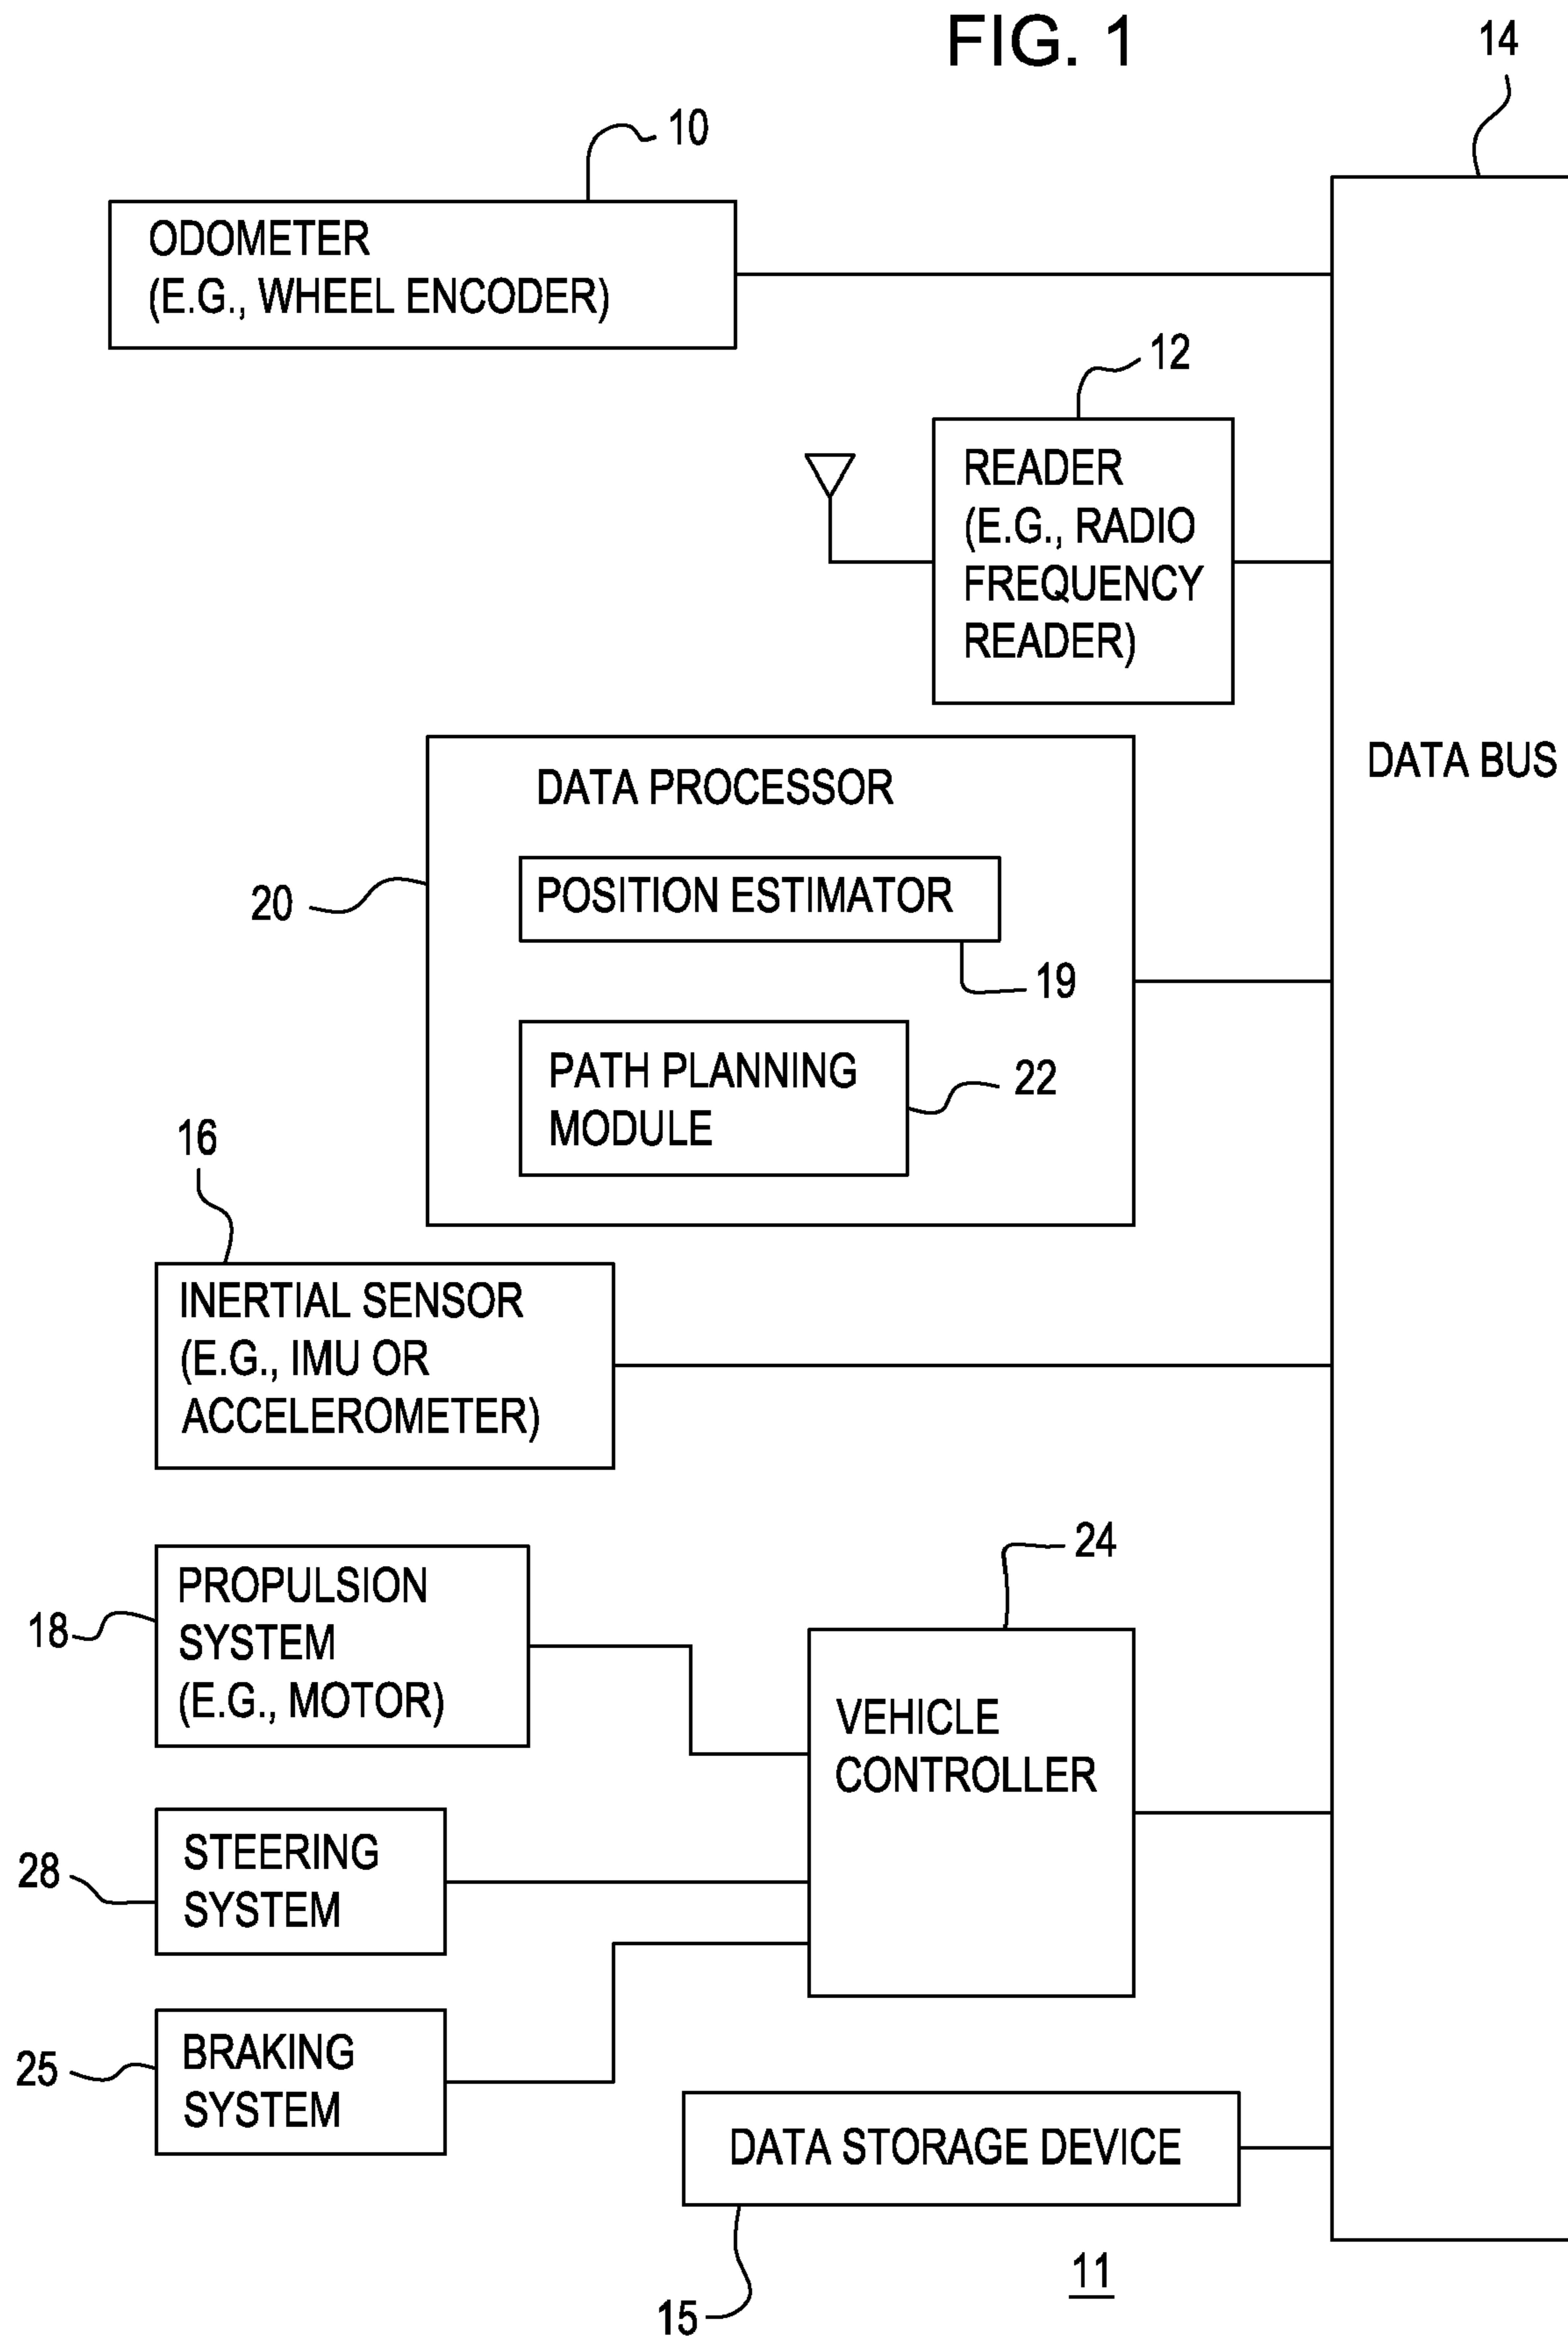 FIG. 1
14
10
ODOMETER
(E.G., WHEEL ENCODER)
12
READER
(E.G., RADIO
FREQUENCY
READER)
DATA BUS
DATA PROCESSOR
20
POSITION ESTIMATOR
19
PATH PLANNING
MODULE
22
16
INERTIAL SENSOR
(E.G., IMU OR
ACCELEROMETER)
24
18
PROPULSION
SYSTEM
(E.G., MOTOR)
VEHICLE
CONTROLLER
28
STEERING
SYSTEM
25
BRAKING
SYSTEM
DATA STORAGE DEVICE
15
11